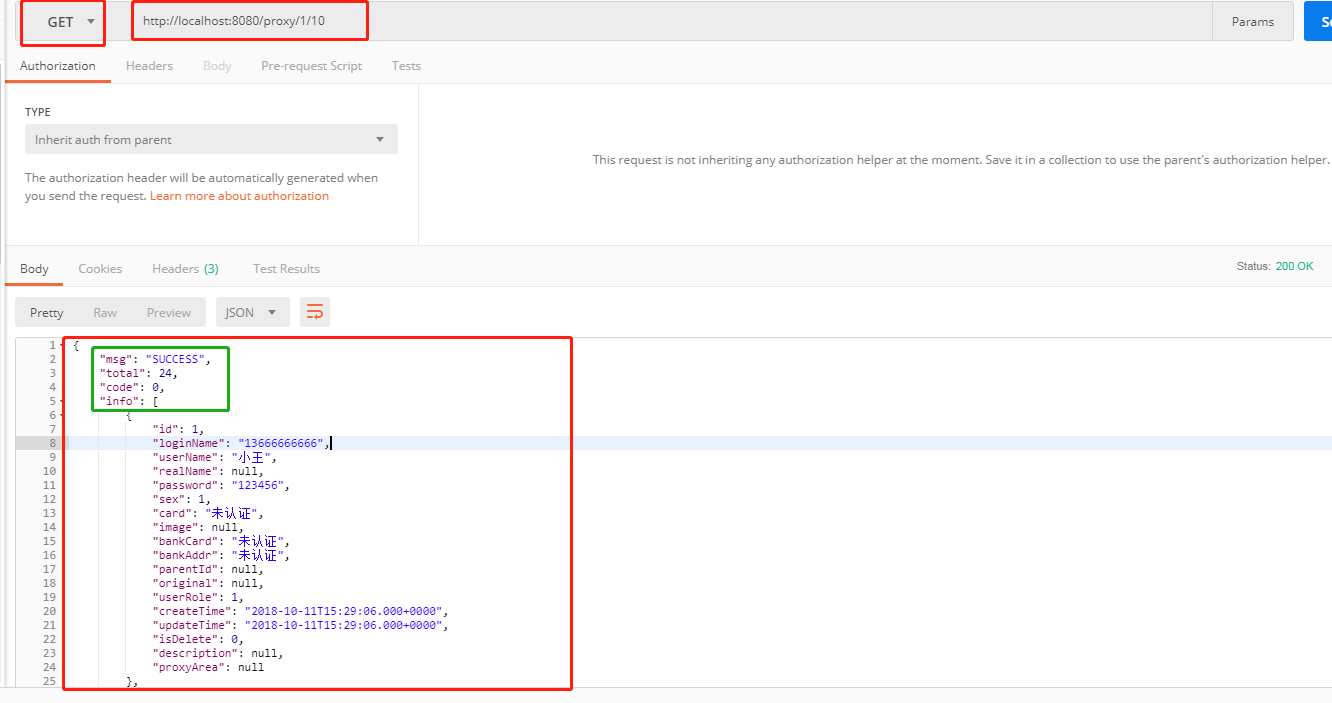 GET http://localhost:8080/proxy/1/10 Params
Authorization Headers Body Pre-request Script Tests
TYPE
Inherit auth from parent
This request is not inheriting any authorization helper at the moment. Save it in a collection to use the parent's authorization helper.
The authorization header will be automatically generated when
you send the request. Learn more about authorization
Body Cookies Headers (3) Test Results Status: 200 OK
Pretty Raw Preview JSON
1 {
2 "msg": "SUCCESS",
3 "total": 24,
4 "code": 0,
5 "info": [
6 {
7 "id": 1,
8 "loginName": "13666666666",
9 "userName": "小王",
10 "realName": null,
11 "password": "123456",
12 "sex": 1,
13 "card": "未认证",
14 "image": null,
15 "bankCard": "未认证",
16 "bankAddr": "未认证",
17 "parentId": null,
18 "original": null,
19 "userRole": 1,
20 "createTime": "2018-10-11T15:29:06.000+0000",
21 "updateTime": "2018-10-11T15:29:06.000+0000",
22 "isDelete": 0,
23 "description": null,
24 "proxyArea": null
25 },